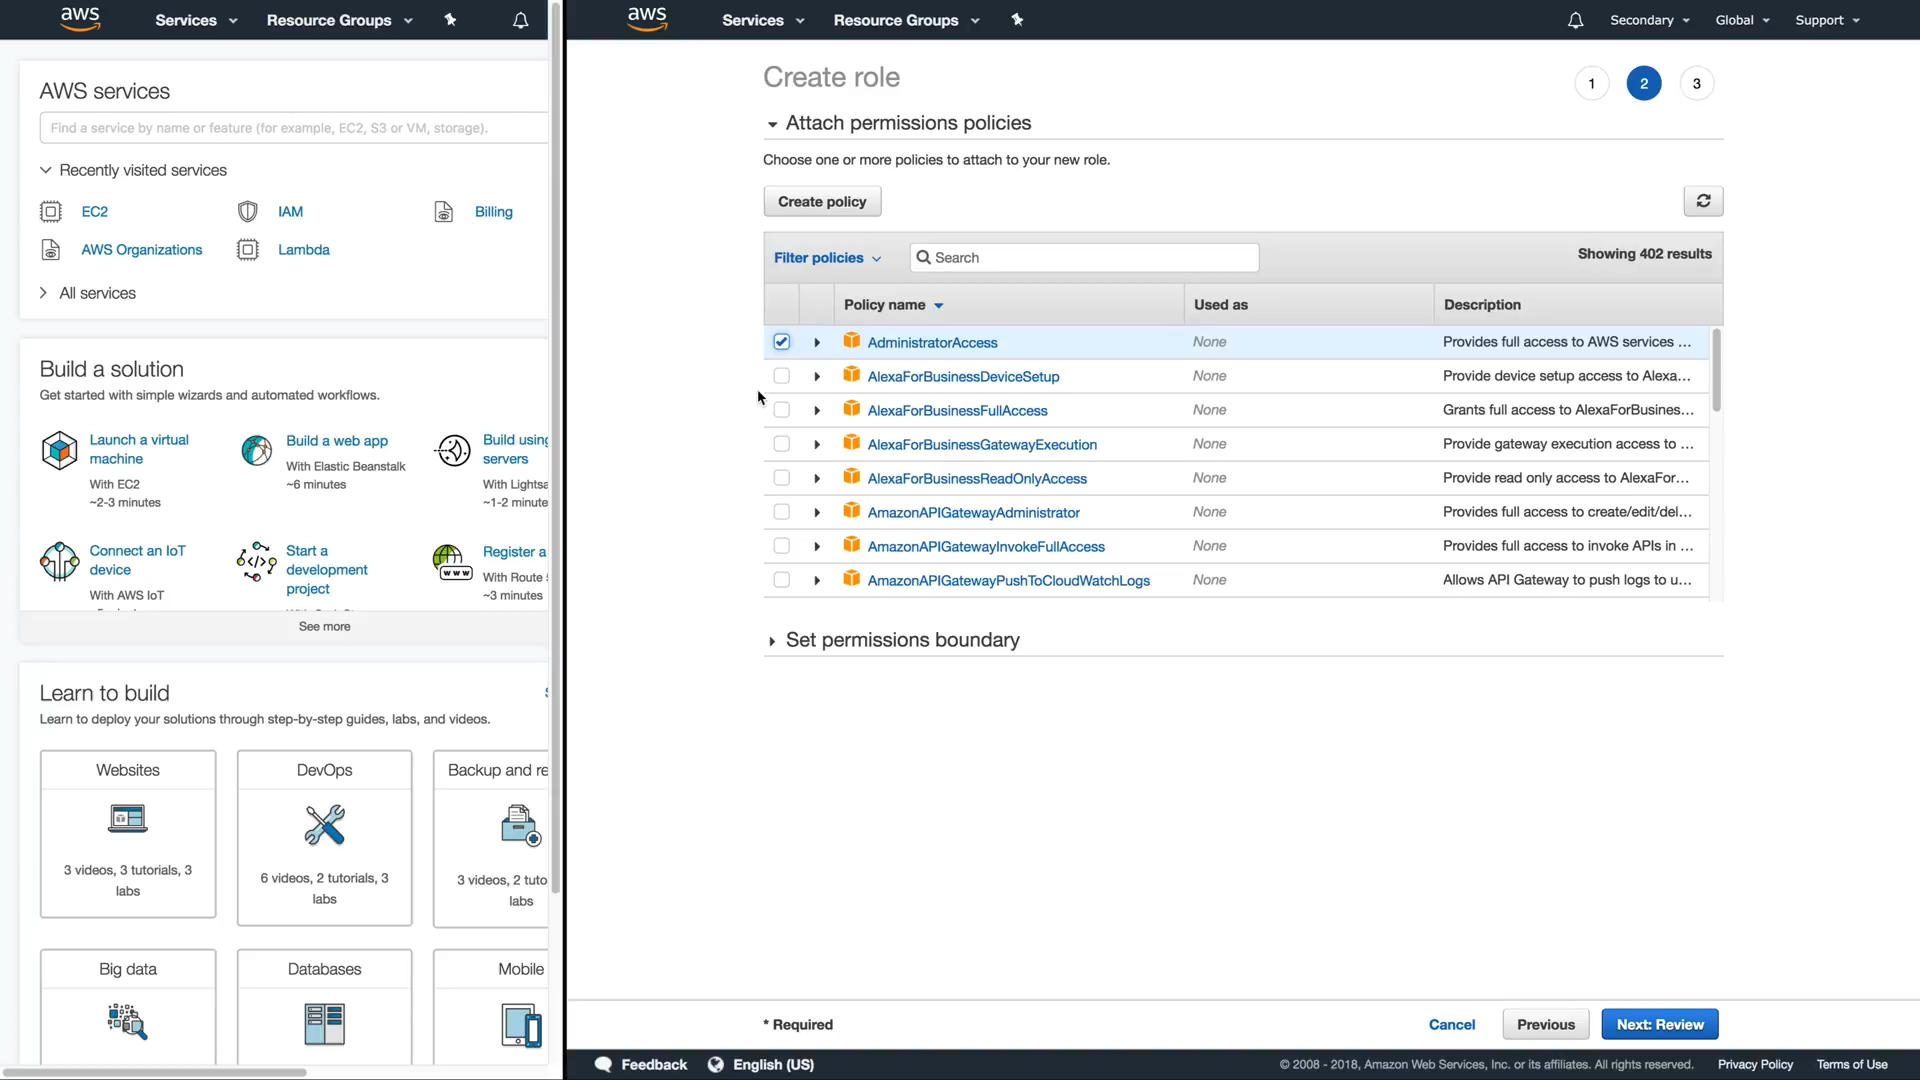 aws
Services
Resource Groups
AWS services
Find a service by name or feature (for example, EC2, S3 or VM, storage).
Recently visited services
EC2
IAM
Billing
AWS Organizations
Lambda
All services
Build a solution
Get started with simple wizards and automated workflows.
Launch a virtual
machine
With EC2
~2-3 minutes
Build a web app
With Elastic Beanstalk
~6 minutes
Build using
servers
With Lightsa
~1-2 minute
Connect an IoT
device
With AWS IoT
Start a
development
project
Register a
With Route
~3 minutes
See more
Learn to build
Learn to deploy your solutions through step-by-step guides, labs, and videos.
Websites
3 videos, 3 tutorials, 3
labs
DevOps
6 videos, 2 tutorials, 3
labs
Backup and re
3 videos, 2 tuto
labs
Big data
Databases
Mobile
aws
Services
Resource Groups
Secondary
Global
Support
Create role
1
2
3
Attach permissions policies
Choose one or more policies to attach to your new role.
Create policy
Filter policies
Search
Showing 402 results
Policy name
Used as
Description
AdministratorAccess None Provides full access to AWS services ...
AlexaForBusinessDeviceSetup None Provide device setup access to Alexa...
AlexaForBusinessFullAccess None Grants full access to AlexaForBusines...
AlexaForBusinessGatewayExecution None Provide gateway execution access to ...
AlexaForBusinessReadOnlyAccess None Provide read only access to AlexaFor...
AmazonAPIGatewayAdministrator None Provides full access to create/edit/del...
AmazonAPIGatewayInvokeFullAccess None Provides full access to invoke APIs in ...
AmazonAPIGatewayPushToCloudWatchLogs None Allows API Gateway to push logs to u...
Set permissions boundary
* Required
Cancel
Previous
Next: Review
Feedback
English (US)
© 2008 - 2018, Amazon Web Services, Inc. or its affiliates. All rights reserved.
Privacy Policy
Terms of Use